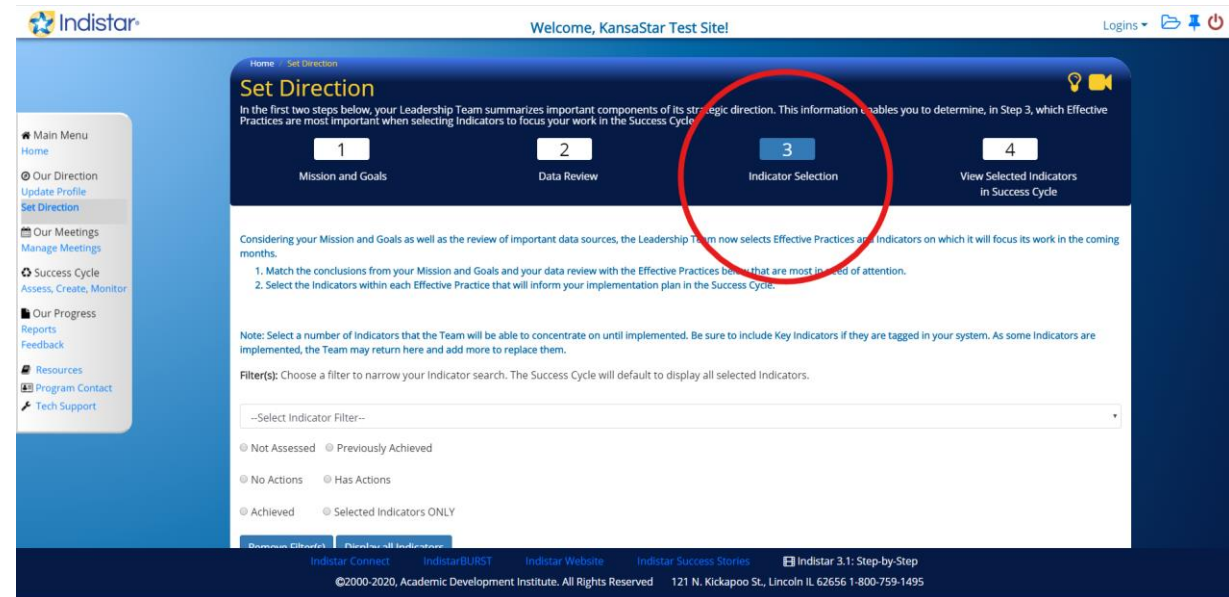 Indistar®
Welcome, KansaStar Test Site!
Logins
Home / Set Direction
Set Direction
In the first two steps below, your Leadership Team summarizes important components of its strategic direction. This information enables you to determine, in Step 3, which Effective
Practices are most important when selecting Indicators to focus your work in the Success Cycle.
1
2
3
4
Mission and Goals
Data Review
Indicator Selection
View Selected Indicators
in Success Cycle
Main Menu
Home
Our Direction
Update Profile
Set Direction
Our Meetings
Manage Meetings
Success Cycle
Assess, Create, Monitor
Our Progress
Reports
Feedback
Resources
Program Contact
Tech Support
Considering your Mission and Goals as well as the review of important data sources, the Leadership Team now selects Effective Practices and Indicators on which it will focus its work in the coming
months.
1. Match the conclusions from your Mission and Goals and your data review with the Effective Practices below that are most in need of attention.
2. Select the Indicators within each Effective Practice that will inform your implementation plan in the Success Cycle.
Note: Select a number of Indicators that the Team will be able to concentrate on until implemented. Be sure to include Key Indicators if they are tagged in your system. As some Indicators are
implemented, the Team may return here and add more to replace them.
Filter(s): Choose a filter to narrow your Indicator search. The Success Cycle will default to display all selected Indicators.
--Select Indicator Filter--
Not Assessed Previously Achieved
No Actions Has Actions
Achieved Selected Indicators ONLY
Remove Filter(s) Display all Indicators
Indistar Connect IndistarBURST Indistar Website Indistar Success Stories Indistar 3.1: Step-by-Step
©2000-2020, Academic Development Institute. All Rights Reserved 121 N. Kickapoo St., Lincoln IL 62656 1-800-759-1495